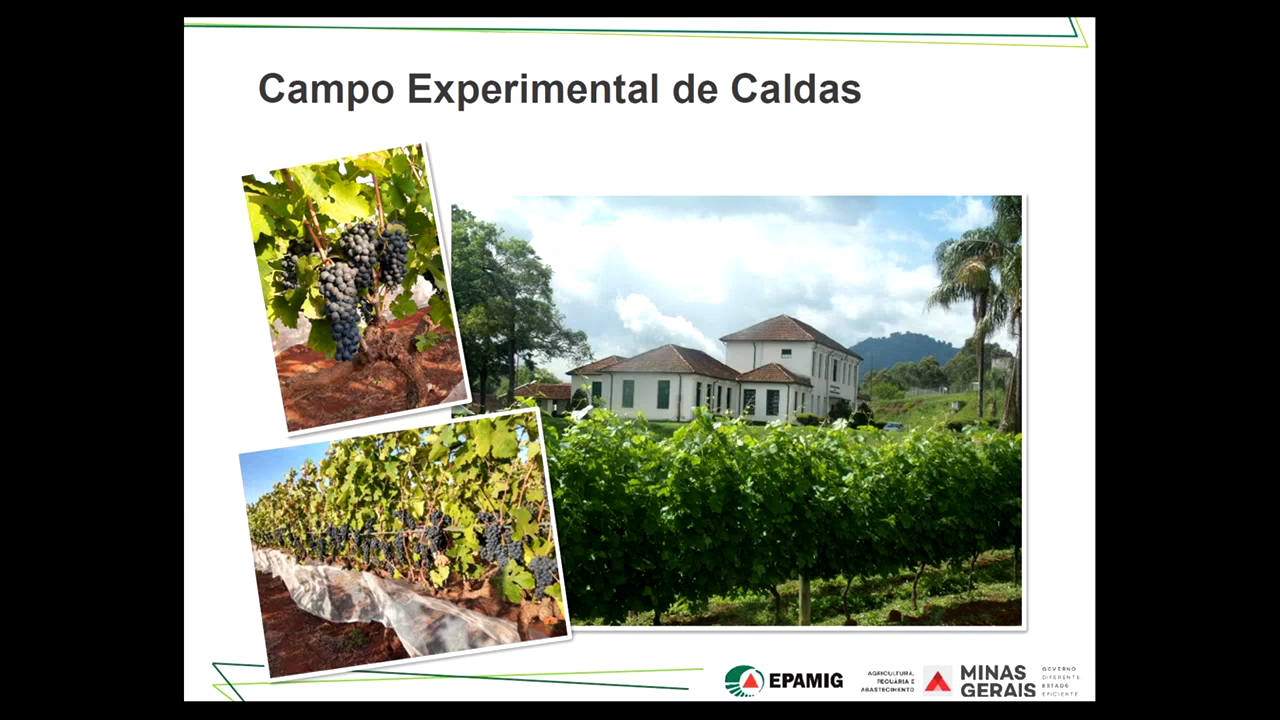 Campo Experimental de Caldas
EPAMIG
AGRICULTURA,
PECUÁRIA E
ABASTECIMENTO
MINAS
GERAIS
GOVERNO
DIFERENTE.
ESTADO
EFICIENTE.